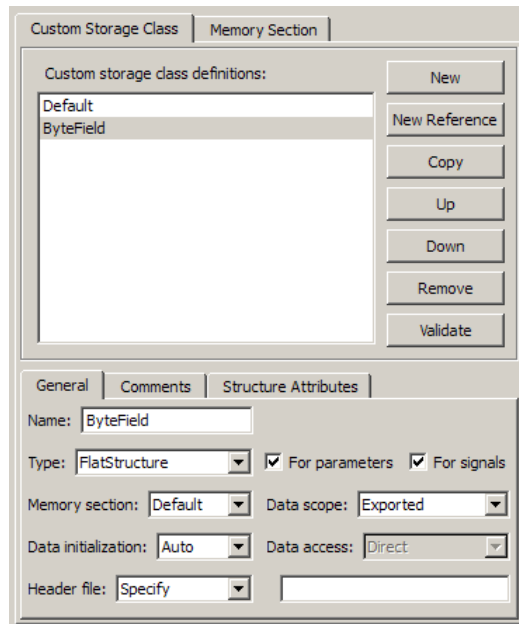 Custom Storage Class Memory Section
Custom storage class definitions:
Default
ByteField
New
New Reference
Copy
Up
Down
Remove
Validate
General Comments Structure Attributes
Name: ByteField
Type: FlatStructure For parameters For signals
Memory section: Default Data scope: Exported
Data initialization: Auto Data access: Direct
Header file: Specify